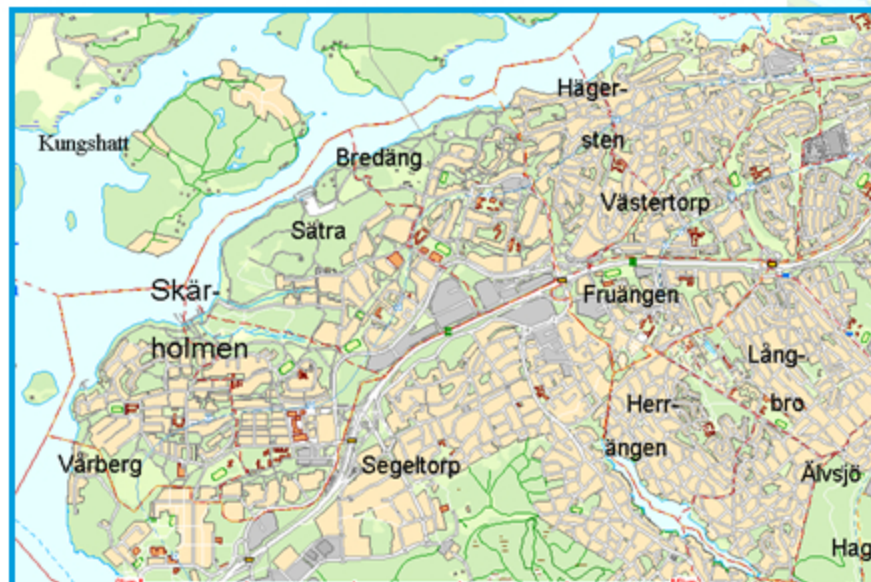 Häger-
sten
Kungshatt
Bredäng
Västertorp
Sätra
Skär-
holmen
Fruängen
Lång-
bro
Herr-
ängen
Vårberg
Segeltorp
Älvsjö
Hag